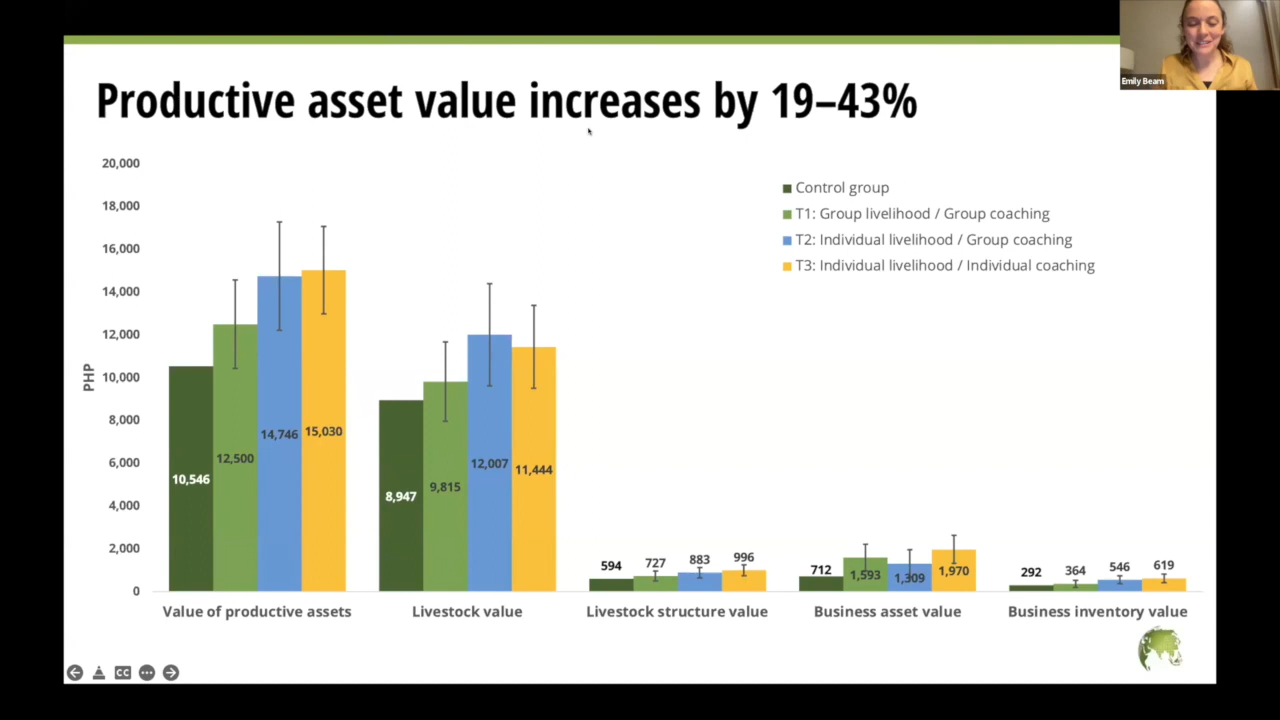 Emily Beam
Productive asset value increases by 19–43%
20,000
18,000
16,000
14,000
12,000
10,000
8,000
6,000
4,000
2,000
0
PHP
Control group
T1: Group livelihood / Group coaching
T2: Individual livelihood / Group coaching
T3: Individual livelihood / Individual coaching
10,546
12,500
14,746
15,030
8,947
9,815
12,007
11,444
594
727
883
996
712
1,593
1,309
1,970
292
364
546
619
Value of productive assets
Livestock value
Livestock structure value
Business asset value
Business inventory value
CC